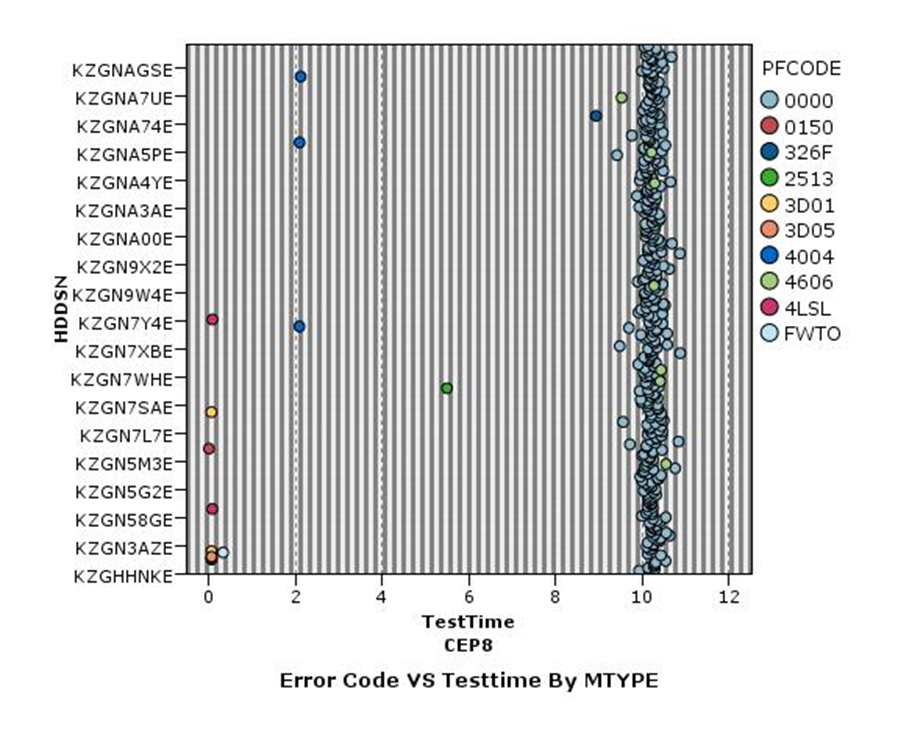 KZGNAGSE
KZGNA7UE
KZGNA74E
KZGNA5PE
KZGNA4YE
KZGNA3AE
KZGNA00E
KZGN9X2E
KZGN9W4E
KZGN7Y4E
KZGN7XBE
KZGN7WHE
KZGN7SAE
KZGN7L7E
KZGN5M3E
KZGN5G2E
KZGN58GE
KZGN3AZE
KZGHHNKE
HDDSN
0 2 4 6 8 10 12
TestTime
CEP8
Error Code VS Testtime By MTYPE
PFCODE
0000
0150
326F
2513
3D01
3D05
4004
4606
4LSL
FWTO